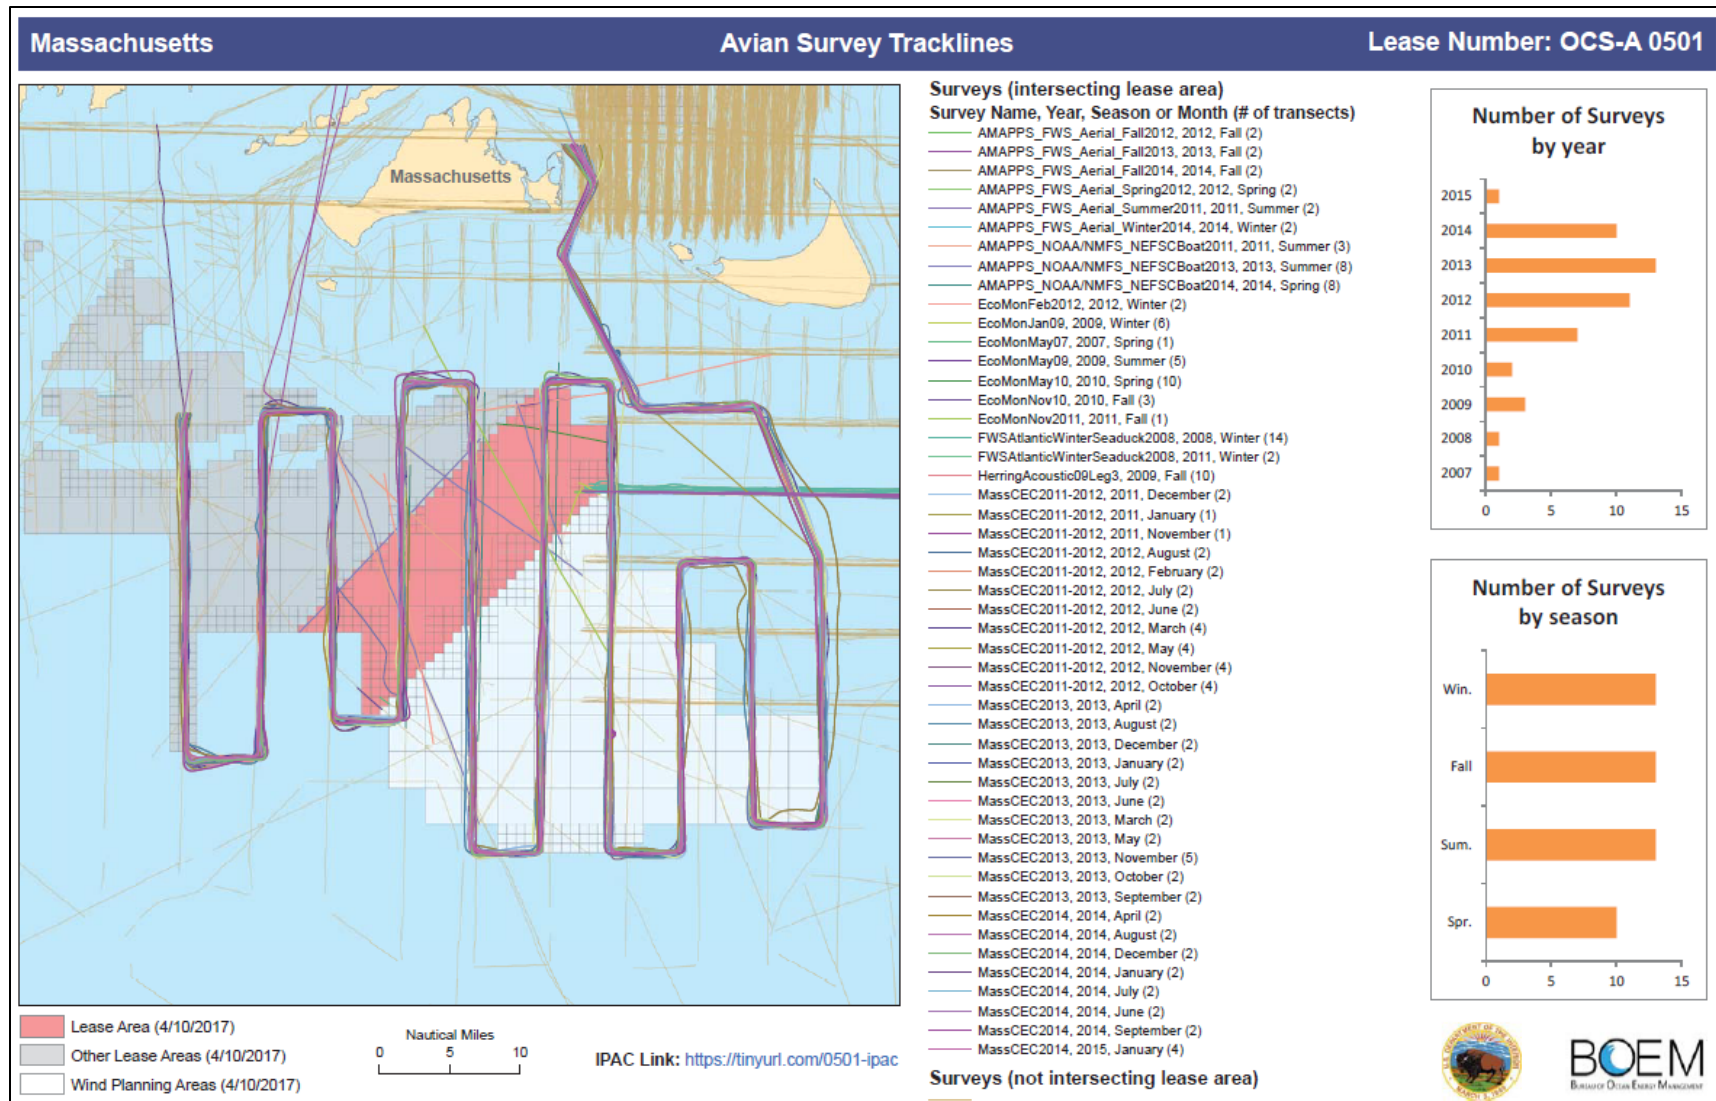 Massachusetts
Avian Survey Tracklines
Lease Number: OCS-A 0501
Massachusetts
Surveys (intersecting lease area)
Survey Name, Year, Season or Month (# of transects)
AMAPPS_FWS_Aerial_Fall2012, 2012, Fall (2)
AMAPPS_FWS_Aerial_Fall2013, 2013, Fall (2)
AMAPPS_FWS_Aerial_Fall2014, 2014, Fall (2)
AMAPPS_FWS_Aerial_Spring2012, 2012, Spring (2)
AMAPPS_FWS_Aerial_Summer2011, 2011, Summer (2)
AMAPPS_FWS_Aerial_Winter2014, 2014, Winter (2)
AMAPPS_NOAA/NMFS_NEFSCBoat2011, 2011, Summer (3)
AMAPPS_NOAA/NMFS_NEFSCBoat2013, 2013, Summer (8)
AMAPPS_NOAA/NMFS_NEFSCBoat2014, 2014, Spring (8)
EcoMonFeb2012, 2012, Winter (2)
EcoMonJan09, 2009, Winter (6)
EcoMonMay07, 2007, Spring (1)
EcoMonMay09, 2009, Summer (5)
EcoMonMay10, 2010, Spring (10)
EcoMonNov10, 2010, Fall (3)
EcoMonNov2011, 2011, Fall (1)
FWSAtlanticWinterSeaduck2008, 2008, Winter (14)
FWSAtlanticWinterSeaduck2008, 2011, Winter (2)
HerringAcoustic09Leg3, 2009, Fall (10)
MassCEC2011-2012, 2011, December (2)
MassCEC2011-2012, 2011, January (1)
MassCEC2011-2012, 2011, November (1)
MassCEC2011-2012, 2012, August (2)
MassCEC2011-2012, 2012, February (2)
MassCEC2011-2012, 2012, July (2)
MassCEC2011-2012, 2012, June (2)
MassCEC2011-2012, 2012, March (4)
MassCEC2011-2012, 2012, May (4)
MassCEC2011-2012, 2012, November (4)
MassCEC2011-2012, 2012, October (4)
MassCEC2013, 2013, April (2)
MassCEC2013, 2013, August (2)
MassCEC2013, 2013, December (2)
MassCEC2013, 2013, January (2)
MassCEC2013, 2013, July (2)
MassCEC2013, 2013, June (2)
MassCEC2013, 2013, March (2)
MassCEC2013, 2013, May (2)
MassCEC2013, 2013, November (5)
MassCEC2013, 2013, October (2)
MassCEC2013, 2013, September (2)
MassCEC2014, 2014, April (2)
MassCEC2014, 2014, August (2)
MassCEC2014, 2014, December (2)
MassCEC2014, 2014, January (2)
MassCEC2014, 2014, July (2)
MassCEC2014, 2014, June (2)
MassCEC2014, 2014, September (2)
MassCEC2014, 2015, January (4)
Surveys (not intersecting lease area)
Number of Surveys
by year
2015
2014
2013
2012
2011
2010
2009
2008
2007
0 5 10 15
Number of Surveys
by season
Win.
Fall
Sum.
Spr.
0 5 10 15
Lease Area (4/10/2017)
Other Lease Areas (4/10/2017)
Wind Planning Areas (4/10/2017)
Nautical Miles
0 5 10
IPAC Link: https://tinyurl.com/0501-ipac
U.S. DEPARTMENT OF THE INTERIOR
MARCH 3, 1849
BOEM
BUREAU OF OCEAN ENERGY MANAGEMENT